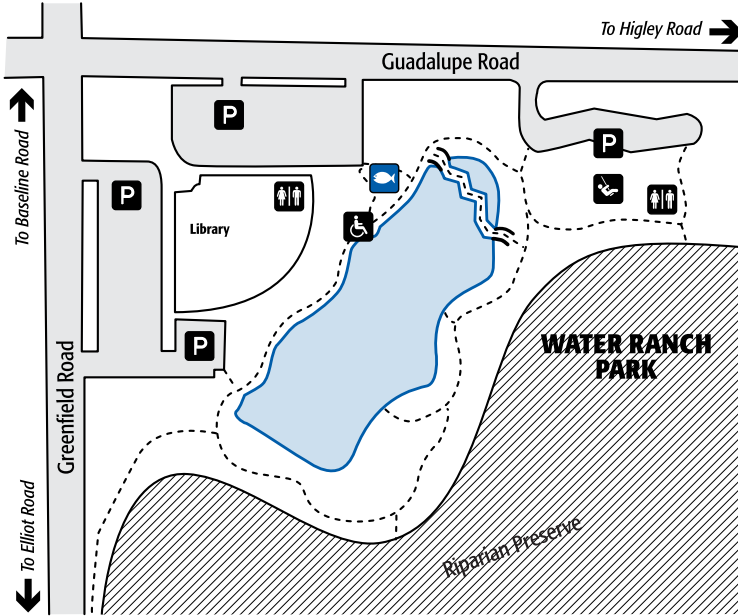 To Higley Road
Guadalupe Road
P
P
To Baseline Road
P
Library
P
WATER RANCH
PARK
Greenfield Road
To Elliot Road
Riparian Preserve